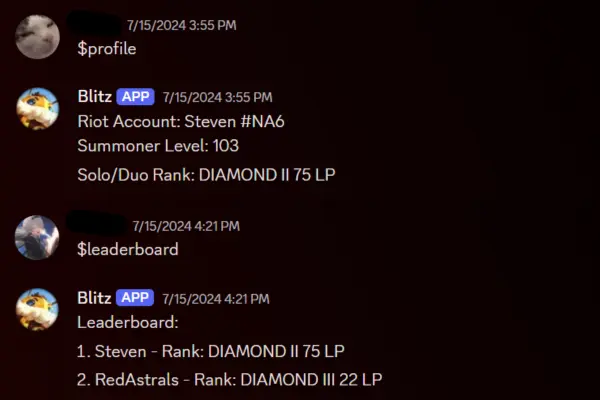 7/15/2024 3:55 PM
$profile
Blitz APP 7/15/2024 3:55 PM
Riot Account: Steven #NA6
Summoner Level: 103
Solo/Duo Rank: DIAMOND II 75 LP
7/15/2024 4:21 PM
$leaderboard
Blitz APP 7/15/2024 4:21 PM
Leaderboard:
1. Steven - Rank: DIAMOND II 75 LP
2. RedAstrals - Rank: DIAMOND III 22 LP